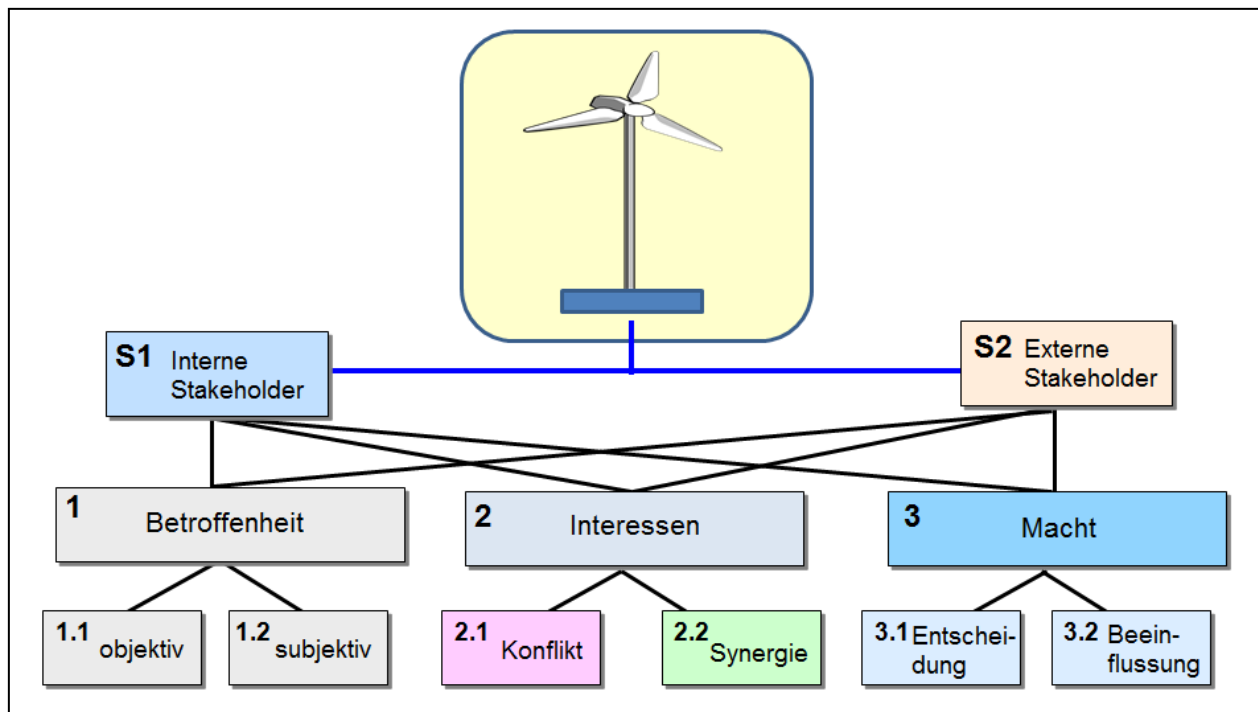 S1 Interne
Stakeholder
S2 Externe
Stakeholder
1 Betroffenheit
2 Interessen
3 Macht
1.1 objektiv
1.2 subjektiv
2.1 Konflikt
2.2 Synergie
3.1 Entschei-
dung
3.2 Beein-
flussung